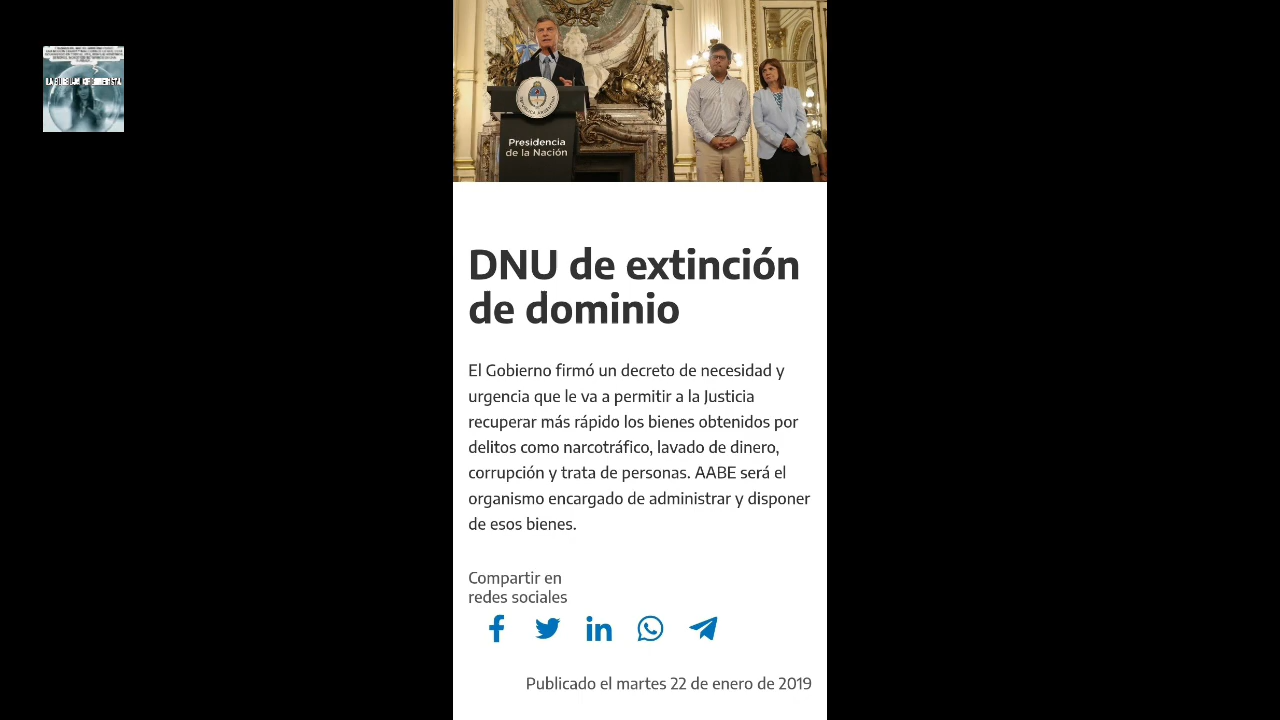 Presidencia
de la Nación
DNU de extinción
de dominio
El Gobierno firmó un decreto de necesidad y
urgencia que le va a permitir a la Justicia
recuperar más rápido los bienes obtenidos por
delitos como narcotráfico, lavado de dinero,
corrupción y trata de personas. AABE será el
organismo encargado de administrar y disponer
de esos bienes.
Compartir en
redes sociales
Publicado el martes 22 de enero de 2019